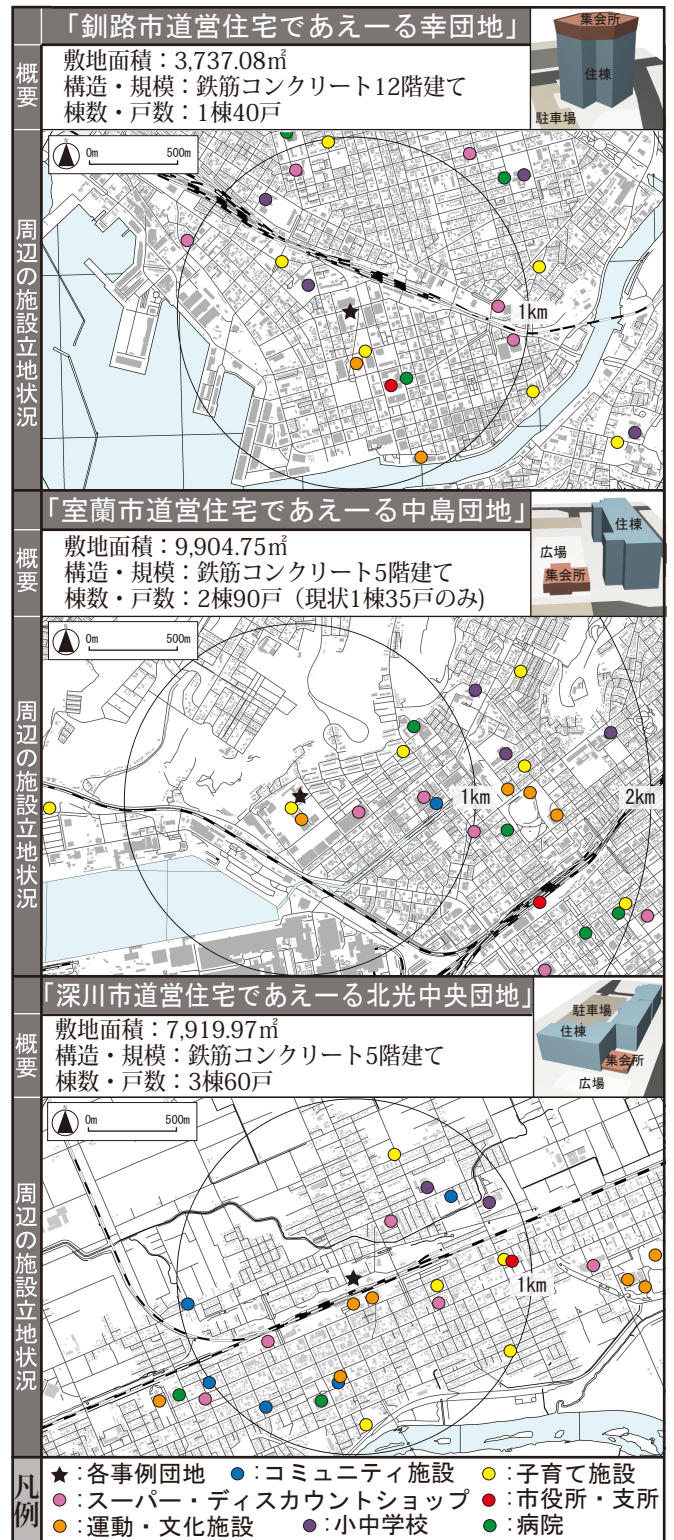 「釧路市道営住宅であえーる幸団地」
概要
敷地面積：3,737.08㎡
構造・規模：鉄筋コンクリート12階建て
棟数・戸数：1棟40戸
集会所
住棟
駐車場
周辺の施設立地状況
N
0m 500m
1km
「室蘭市道営住宅であえーる中島団地」
概要
敷地面積：9,904.75㎡
構造・規模：鉄筋コンクリート5階建て
棟数・戸数：2棟90戸（現状1棟35戸のみ)
住棟
広場
集会所
周辺の施設立地状況
N
0m 500m
1km
2km
「深川市道営住宅であえーる北光中央団地」
概要
敷地面積：7,919.97㎡
構造・規模：鉄筋コンクリート5階建て
棟数・戸数：3棟60戸
駐車場
住棟
集会所
広場
周辺の施設立地状況
N
0m 500m
1km
凡例
★:各事例団地 ●:コミュニティ施設 ●:子育て施設
●:スーパー・ディスカウントショップ ●:市役所・支所
●:運動・文化施設 ●:小中学校 ●:病院